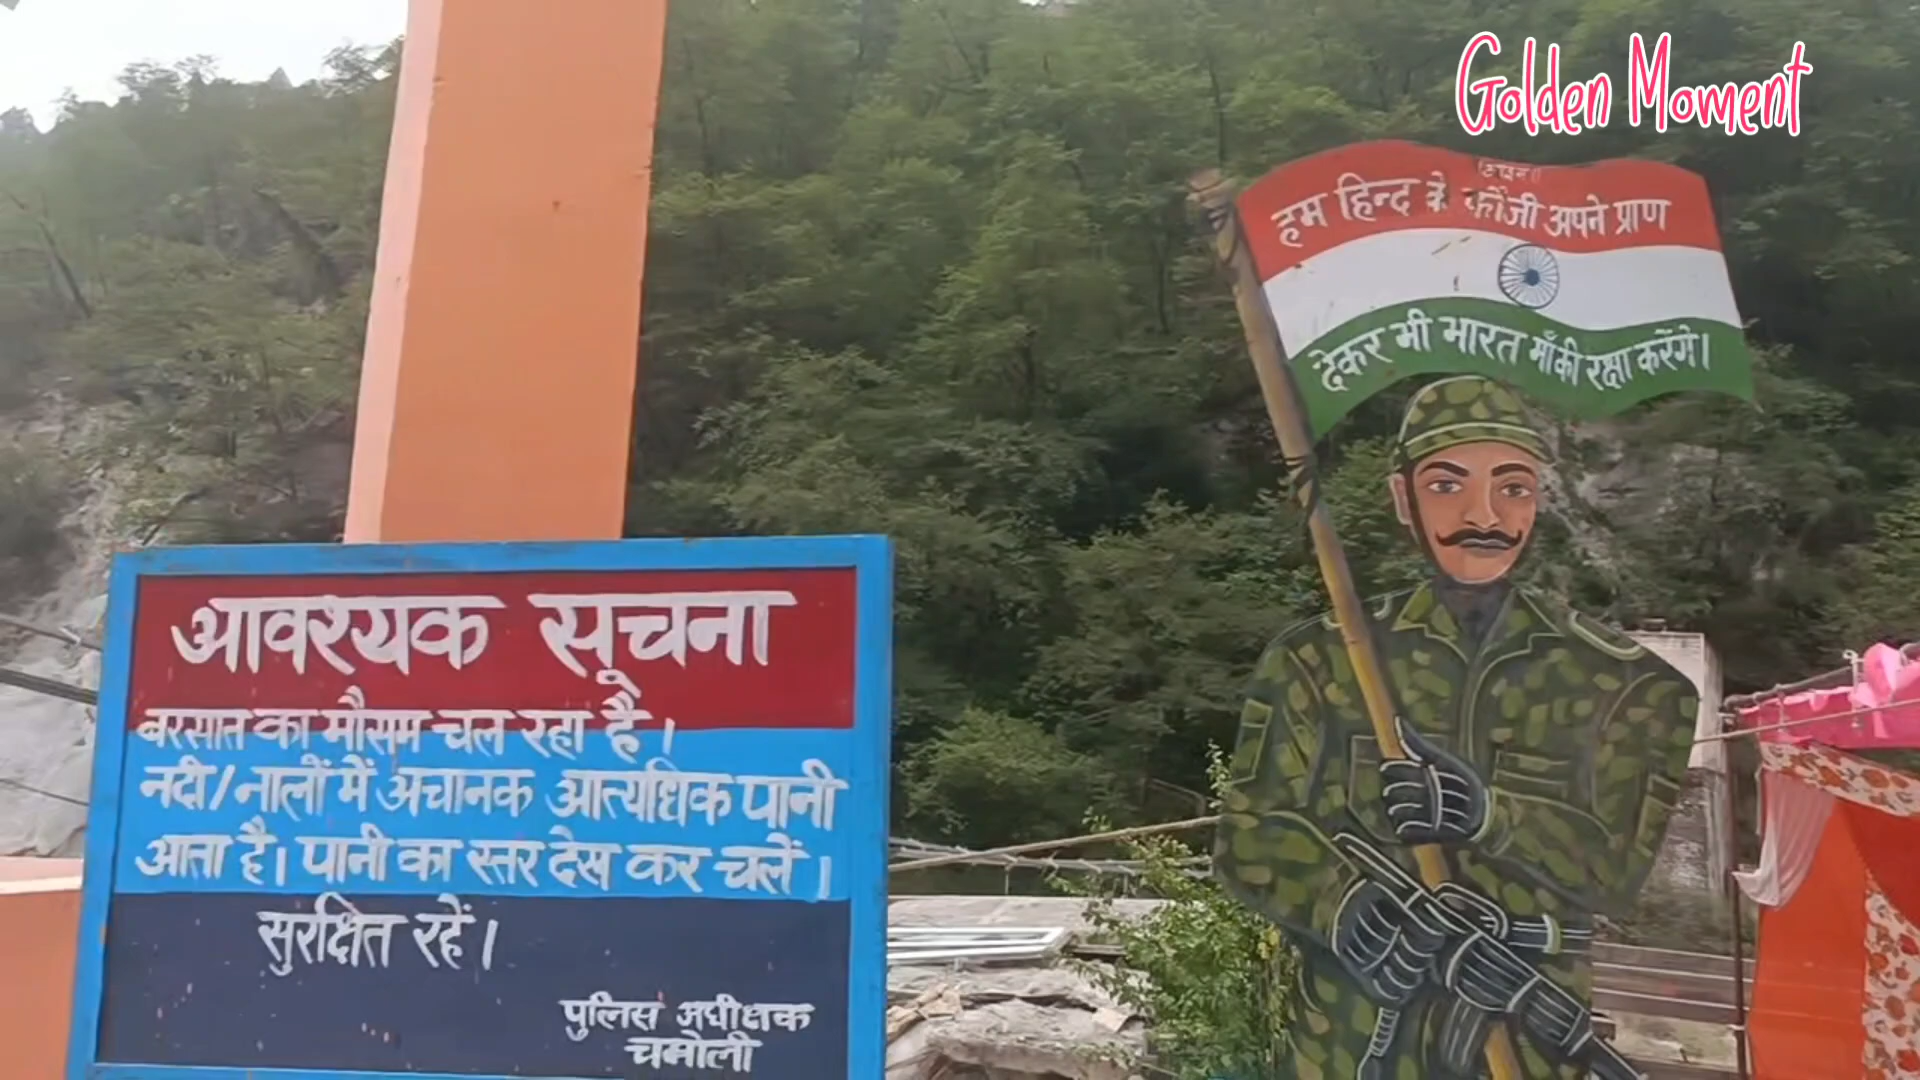 Golden Moment
हम हिन्द के फौजी अपने प्राण
देकर भी भारत माँ की रक्षा करेंगे।
आवश्यक सूचना
बरसात का मौसम चल रहा है।
नदी/नालों में अचानक आत्यधिक पानी
आता है। पानी का स्तर देख कर चलें।
सुरक्षित रहें।
पुलिस अधीक्षक
चमोली